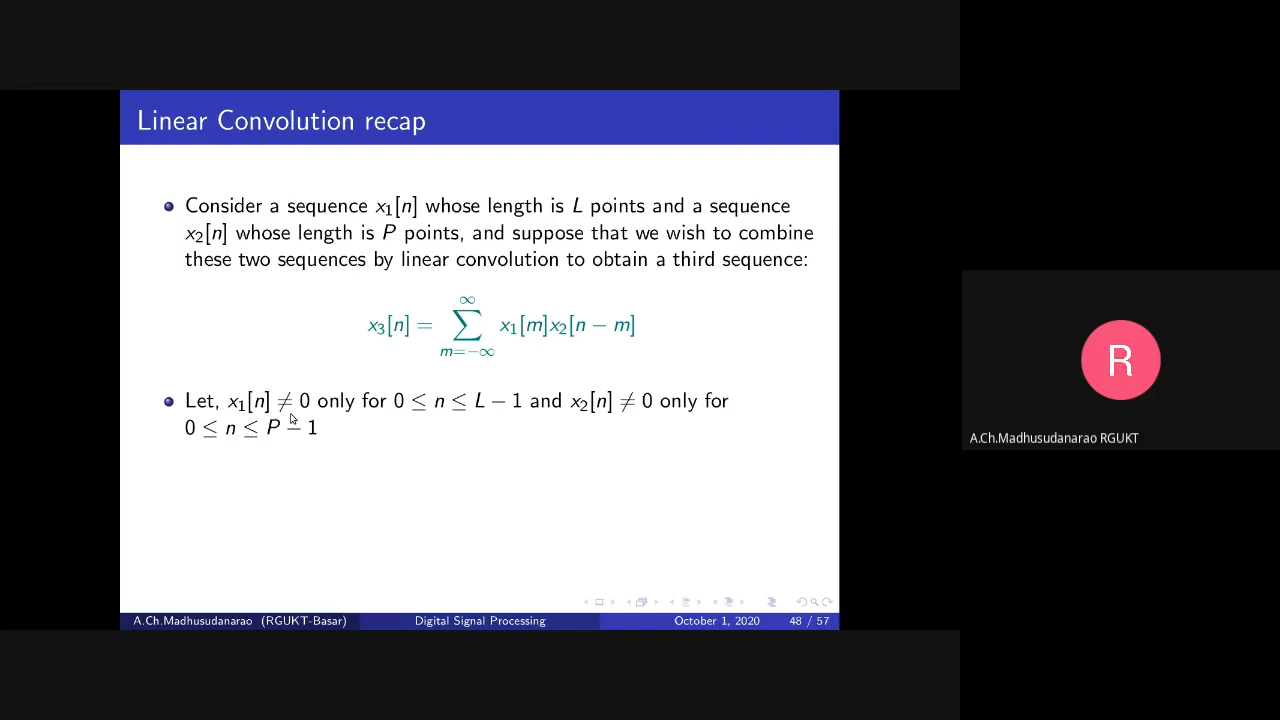 Linear Convolution recap
Consider a sequence x₁[n] whose length is L points and a sequence
x₂[n] whose length is P points, and suppose that we wish to combine
these two sequences by linear convolution to obtain a third sequence:
x₃[n] = ∑_{m=−∞}^{∞} x₁[m]x₂[n − m]
Let, x₁[n] ≠ 0 only for 0 ≤ n ≤ L − 1 and x₂[n] ≠ 0 only for
0 ≤ n ≤ P − 1
R
A.Ch.Madhusudanarao RGUKT
A.Ch.Madhusudanarao (RGUKT-Basar) Digital Signal Processing October 1, 2020 48 / 57